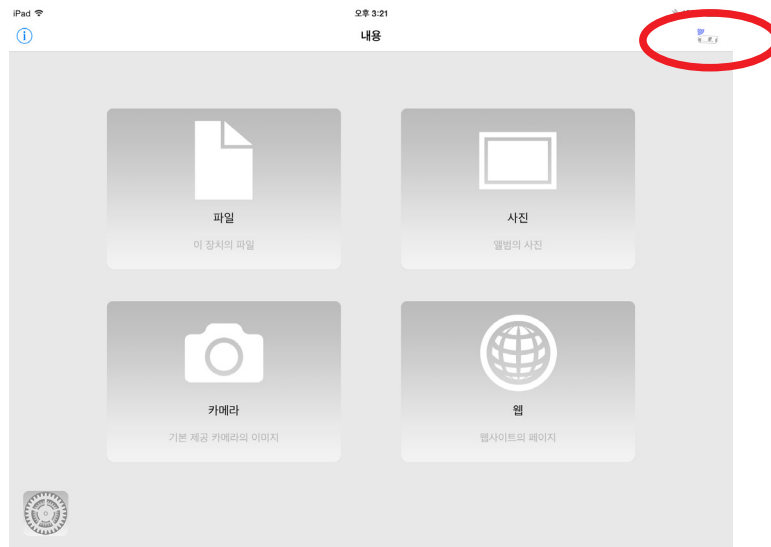 iPad 오후 3:21
내용
파일
이 장치의 파일
사진
앨범의 사진
카메라
기본 제공 카메라의 이미지
웹
웹사이트의 페이지